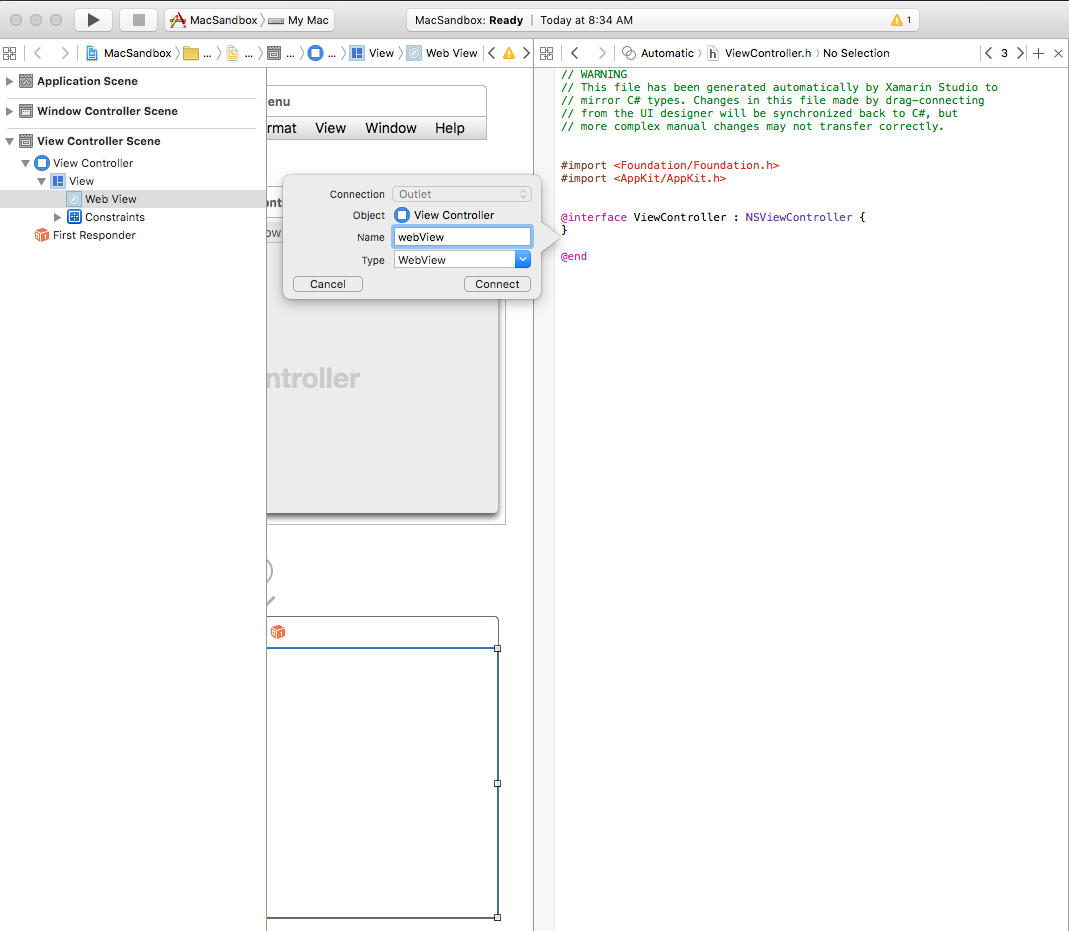 MacSandbox My Mac
MacSandbox: Ready | Today at 8:34 AM
1
MacSandbox ... ... ... ... View Web View
Automatic ViewController.h No Selection
3
Application Scene
Window Controller Scene
View Controller Scene
View Controller
View
Web View
Constraints
First Responder
enu
rmat View Window Help
ont
ow
Connection Outlet
Object View Controller
Name webView
Type WebView
Cancel Connect
ntroller
// WARNING
// This file has been generated automatically by Xamarin Studio to
// mirror C# types. Changes in this file made by drag-connecting
// from the UI designer will be synchronized back to C#, but
// more complex manual changes may not transfer correctly.
#import <Foundation/Foundation.h>
#import <AppKit/AppKit.h>
@interface ViewController : NSViewController {
}
@end